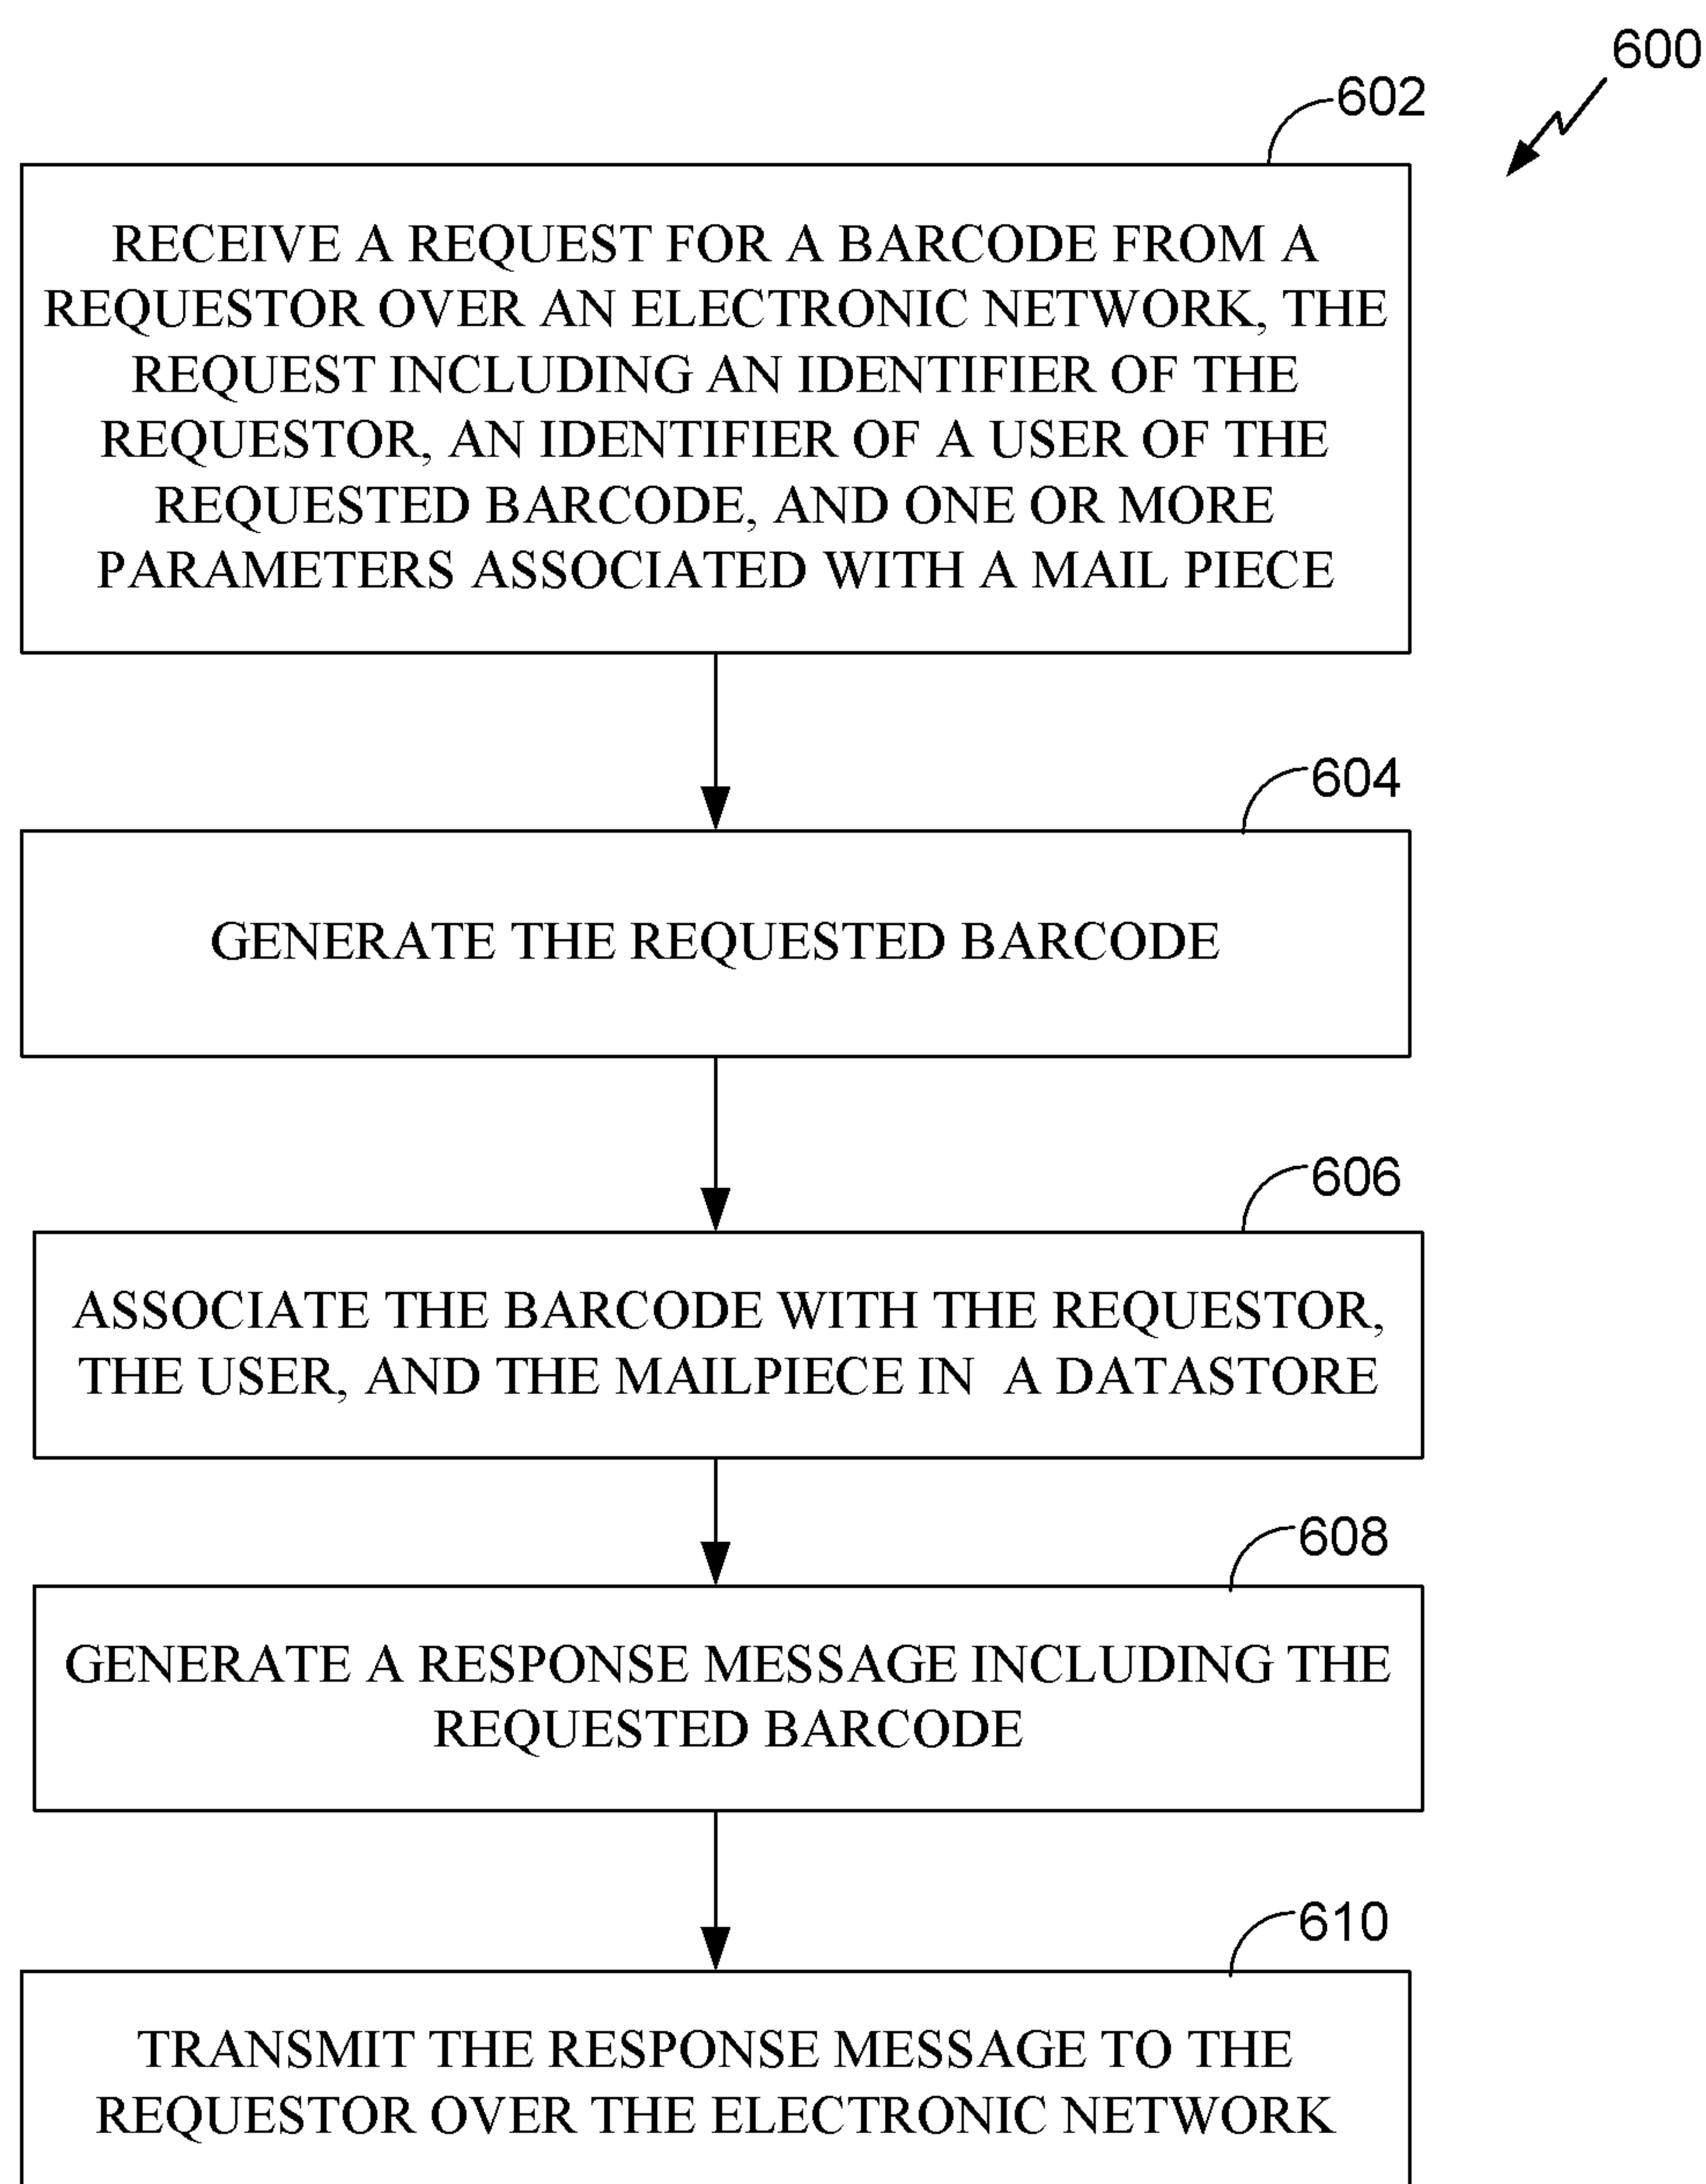 600
602
RECEIVE A REQUEST FOR A BARCODE FROM A
REQUESTOR OVER AN ELECTRONIC NETWORK, THE
REQUEST INCLUDING AN IDENTIFIER OF THE
REQUESTOR, AN IDENTIFIER OF A USER OF THE
REQUESTED BARCODE, AND ONE OR MORE
PARAMETERS ASSOCIATED WITH A MAIL PIECE
604
GENERATE THE REQUESTED BARCODE
606
ASSOCIATE THE BARCODE WITH THE REQUESTOR,
THE USER, AND THE MAILPIECE IN A DATASTORE
608
GENERATE A RESPONSE MESSAGE INCLUDING THE
REQUESTED BARCODE
610
TRANSMIT THE RESPONSE MESSAGE TO THE
REQUESTOR OVER THE ELECTRONIC NETWORK